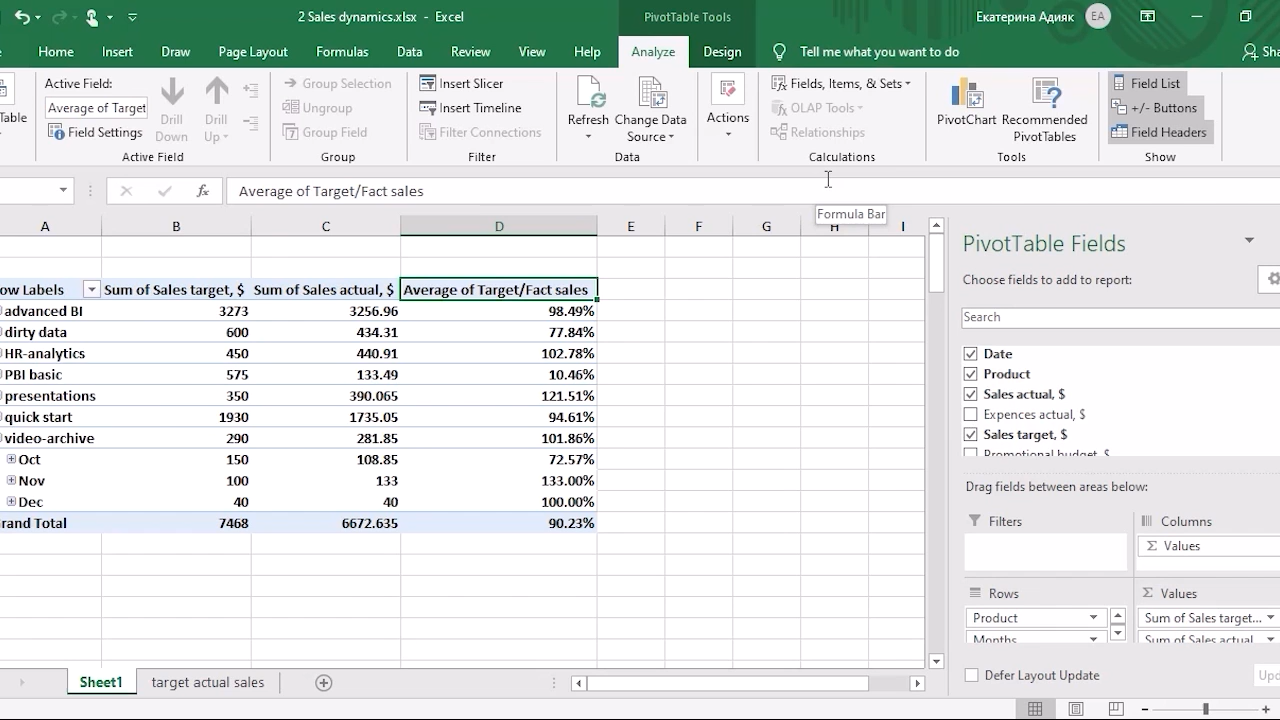 2 Sales dynamics.xlsx - Excel
PivotTable Tools
Екатерина Адияк
EA
Home Insert Draw Page Layout Formulas Data Review View Help Analyze Design Tell me what you want to do Sha
Table
Active Field:
Average of Target
Field Settings
Drill Down
Drill Up
Active Field
Group Selection
Ungroup
Group Field
Group
Insert Slicer
Insert Timeline
Filter Connections
Filter
Refresh
Change Data Source
Data
Actions
Fields, Items, & Sets
OLAP Tools
Relationships
Calculations
PivotChart
Recommended PivotTables
Tools
Field List
+/- Buttons
Field Headers
Show
fx
Average of Target/Fact sales
Formula Bar
A B C D E F G H I
ow Labels Sum of Sales target, $ Sum of Sales actual, $ Average of Target/Fact sales
advanced BI 3273 3256.96 98.49%
dirty data 600 434.31 77.84%
HR-analytics 450 440.91 102.78%
PBI basic 575 133.49 10.46%
presentations 350 390.065 121.51%
quick start 1930 1735.05 94.61%
video-archive 290 281.85 101.86%
Oct 150 108.85 72.57%
Nov 100 133 133.00%
Dec 40 40 100.00%
rand Total 7468 6672.635 90.23%
PivotTable Fields
Choose fields to add to report:
Search
Date
Product
Sales actual, $
Expences actual, $
Sales target, $
Promotional budget, $
Drag fields between areas below:
Filters
Columns
Σ Values
Rows
Σ Values
Product
Sum of Sales target...
Months
Sum of Sales actual
Defer Layout Update
Upd
Sheet1
target actual sales